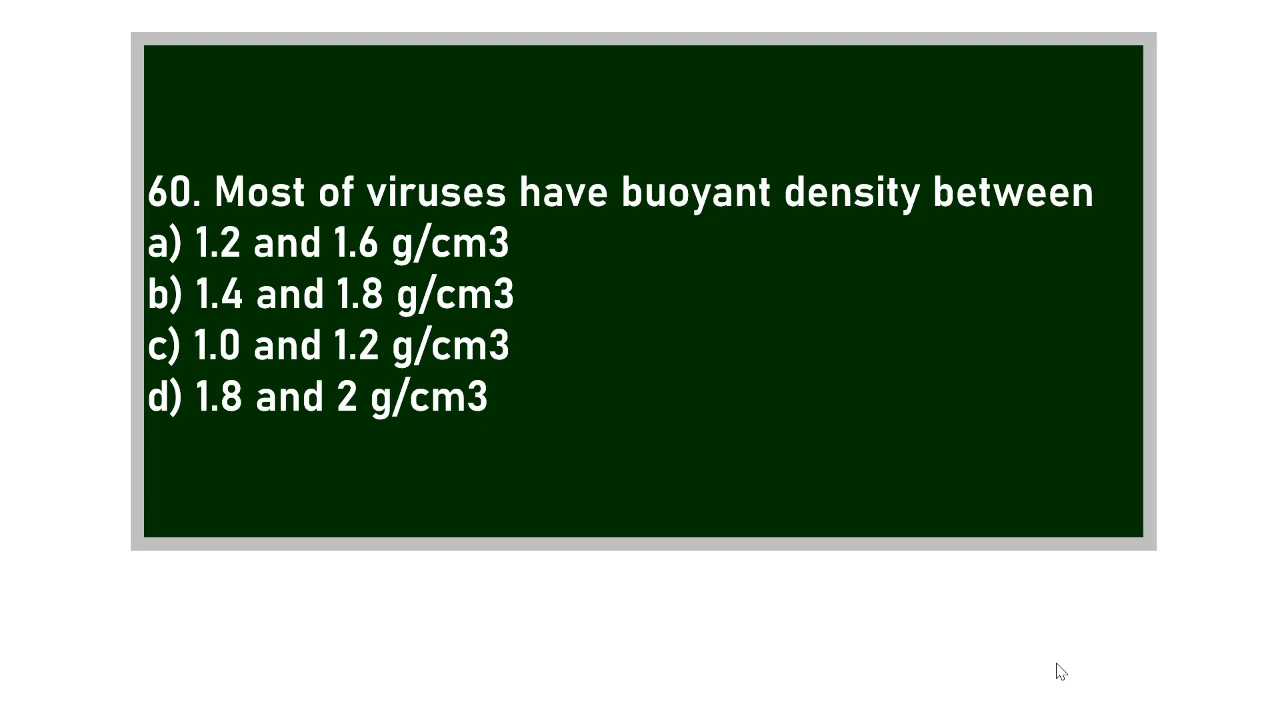 60. Most of viruses have buoyant density between
a) 1.2 and 1.6 g/cm3
b) 1.4 and 1.8 g/cm3
c) 1.0 and 1.2 g/cm3
d) 1.8 and 2 g/cm3